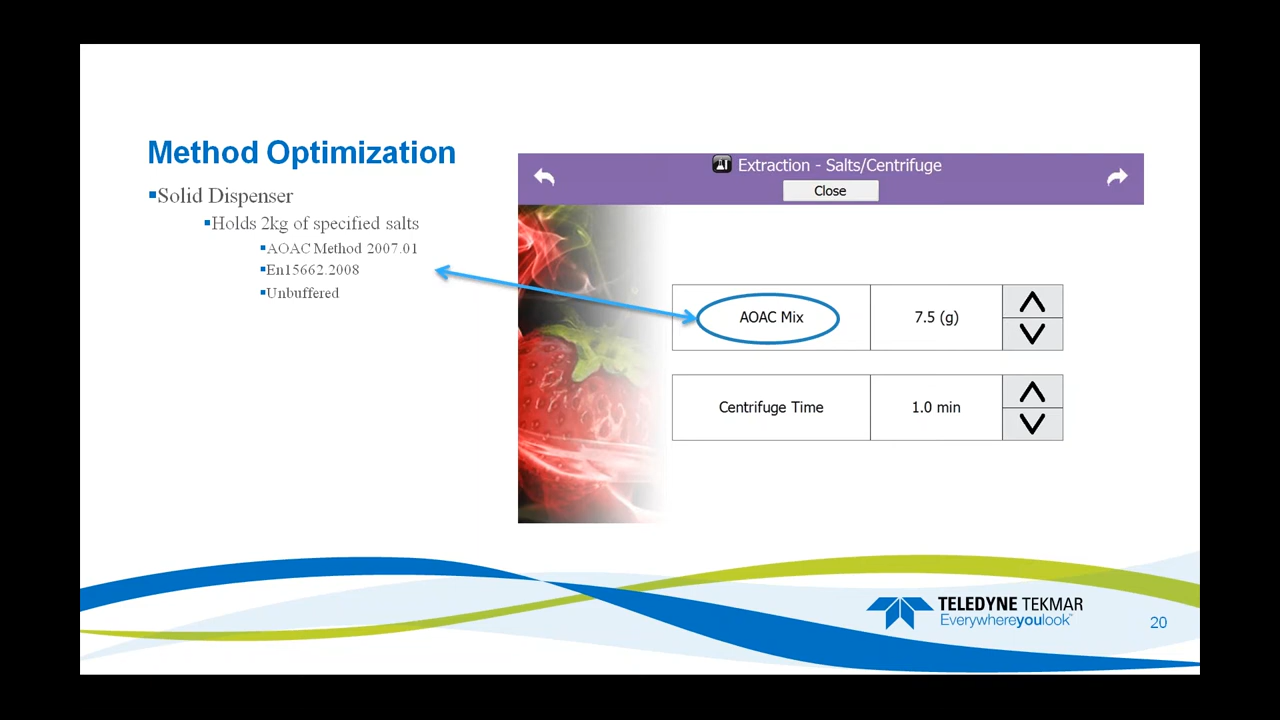 Method Optimization
▪Solid Dispenser
▪Holds 2kg of specified salts
▪AOAC Method 2007.01
▪En15662.2008
▪Unbuffered
Extraction - Salts/Centrifuge
Close
AOAC Mix 7.5 (g)
Centrifuge Time 1.0 min
TELEDYNE TEKMAR
Everywhereyoulook™
20